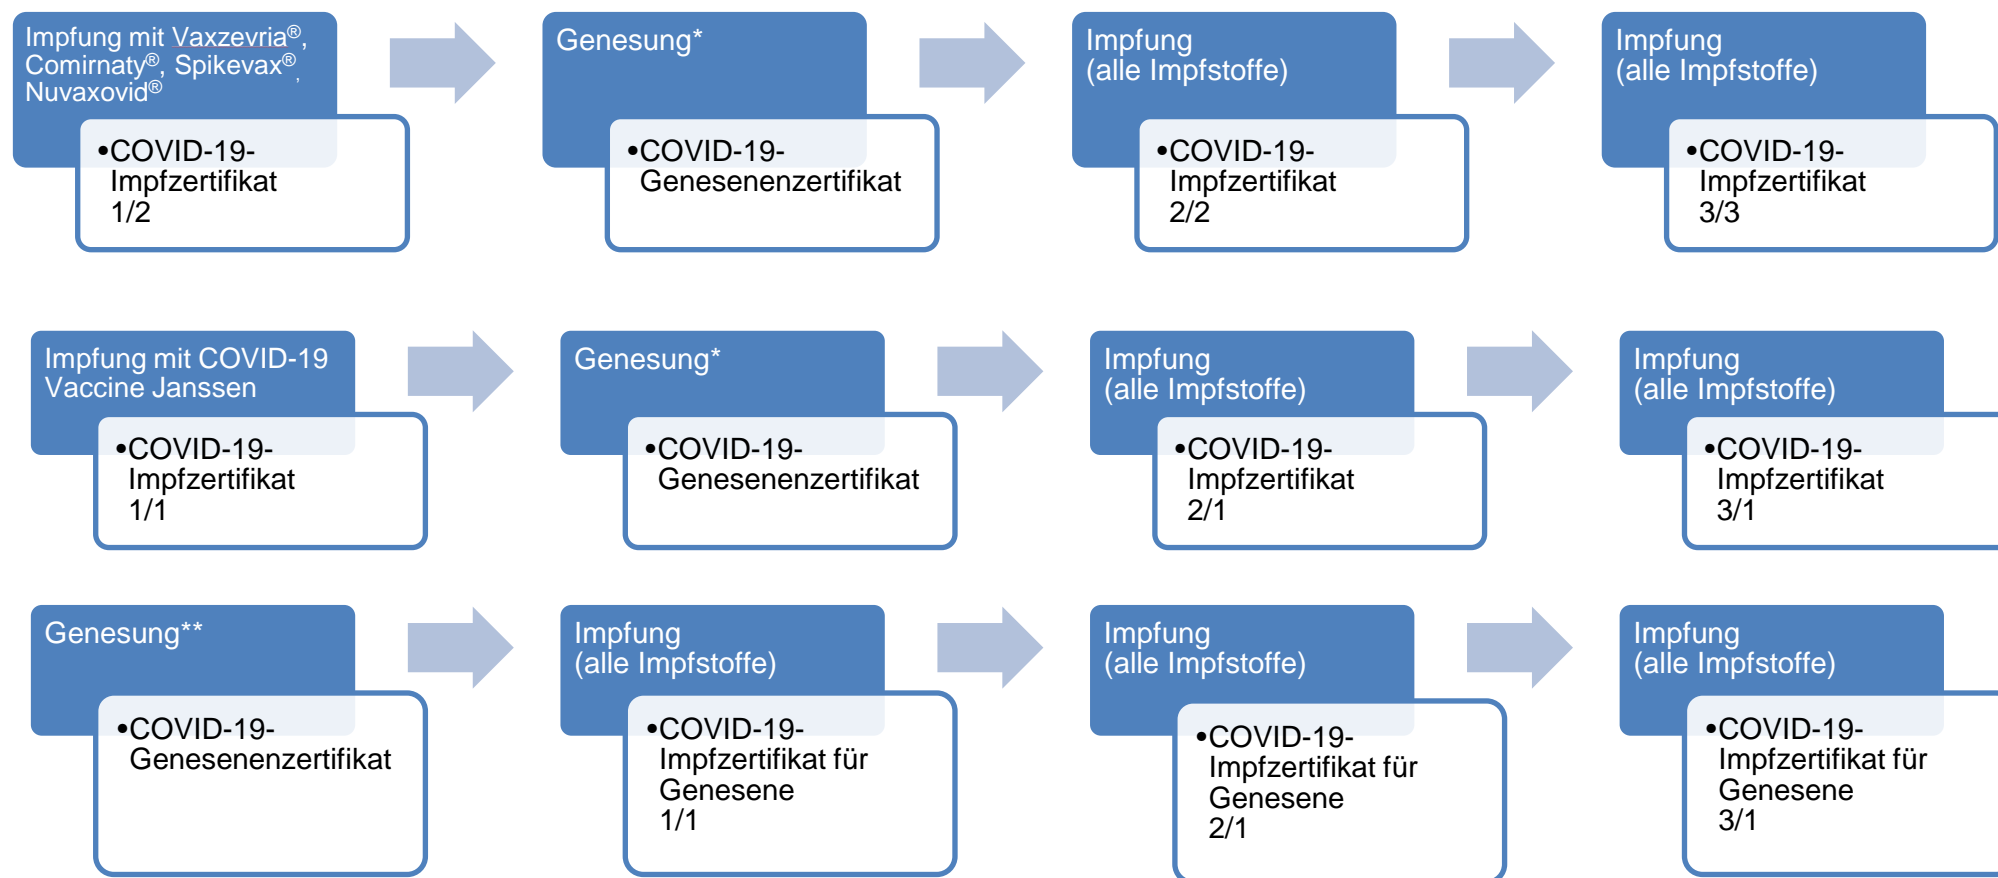 Impfung mit Vaxzevria®,
Comirnaty®, Spikevax®,
Nuvaxovid®
•COVID-19-
Impfzertifikat
1/2
Genesung*
•COVID-19-
Genesenenzertifikat
Impfung
(alle Impfstoffe)
•COVID-19-
Impfzertifikat
2/2
Impfung
(alle Impfstoffe)
•COVID-19-
Impfzertifikat
3/3
Impfung mit COVID-19
Vaccine Janssen
•COVID-19-
Impfzertifikat
1/1
Genesung*
•COVID-19-
Genesenenzertifikat
Impfung
(alle Impfstoffe)
•COVID-19-
Impfzertifikat
2/1
Impfung
(alle Impfstoffe)
•COVID-19-
Impfzertifikat
3/1
Genesung**
•COVID-19-
Genesenenzertifikat
Impfung
(alle Impfstoffe)
•COVID-19-
Impfzertifikat für
Genesene
1/1
Impfung
(alle Impfstoffe)
•COVID-19-
Impfzertifikat für
Genesene
2/1
Impfung
(alle Impfstoffe)
•COVID-19-
Impfzertifikat für
Genesene
3/1